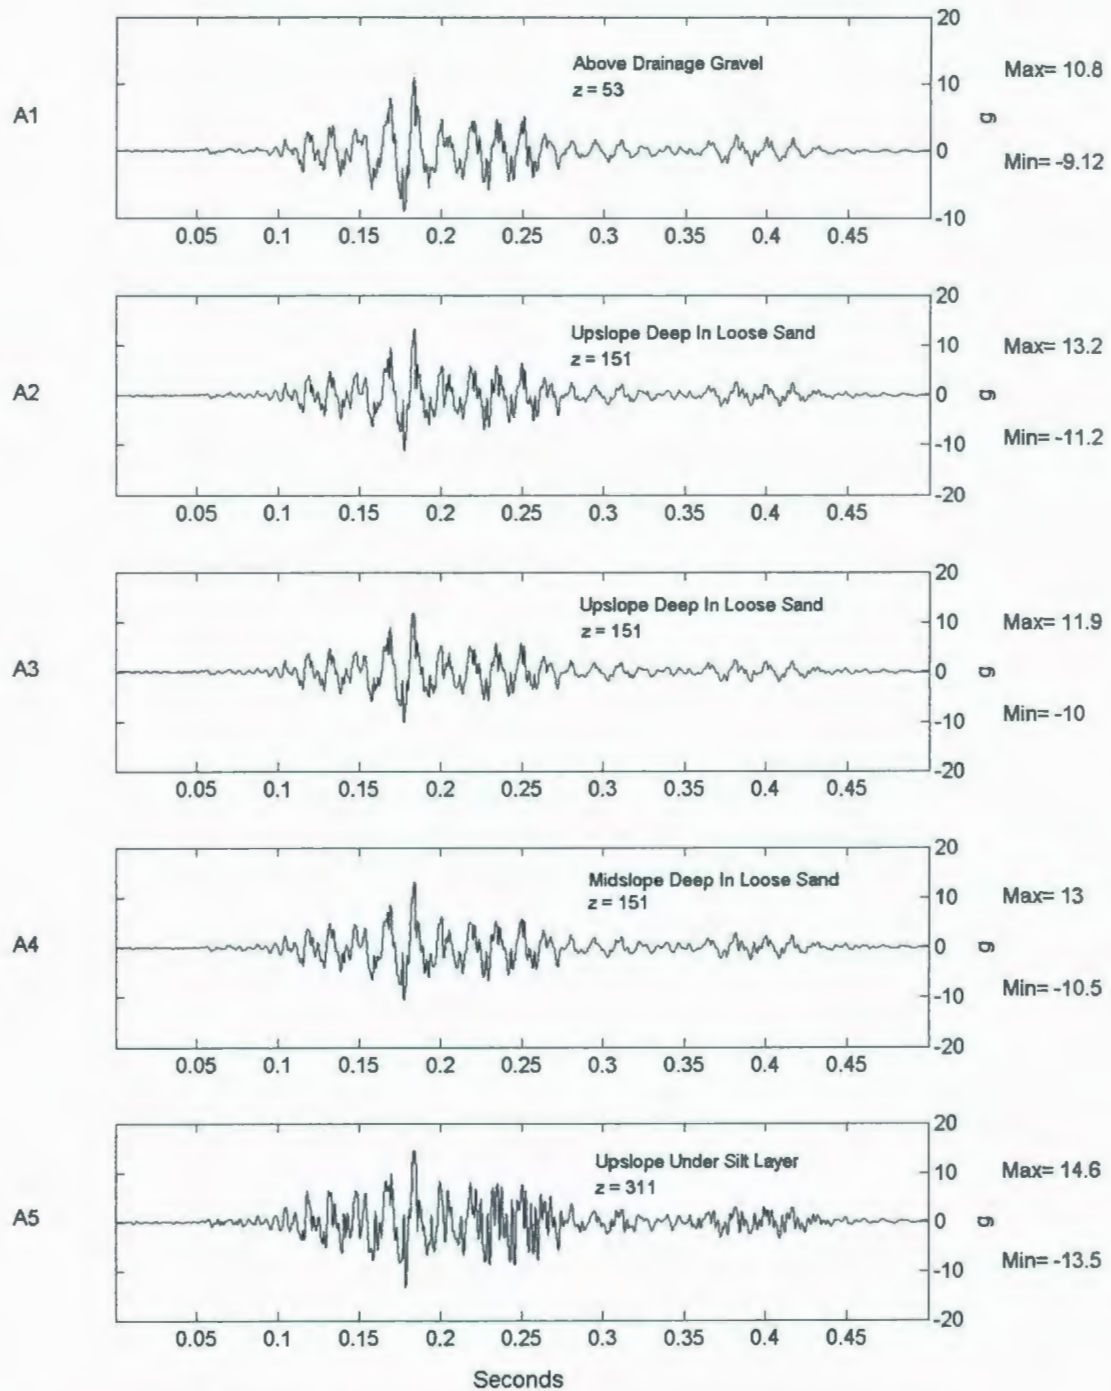 20
Above Drainage Gravel
z = 53
Max= 10.8
10
A1
g
0
Min= -9.12
-10
0.05 0.1 0.15 0.2 0.25 0.3 0.35 0.4 0.45
20
Upslope Deep In Loose Sand
z = 151
Max= 13.2
10
A2
0
g
Min= -11.2
-10
-20
0.05 0.1 0.15 0.2 0.25 0.3 0.35 0.4 0.45
20
Upslope Deep In Loose Sand
z = 151
Max= 11.9
10
A3
0
g
Min= -10
-10
-20
0.05 0.1 0.15 0.2 0.25 0.3 0.35 0.4 0.45
20
Midslope Deep In Loose Sand
z = 151
Max= 13
10
A4
0
g
Min= -10.5
-10
-20
0.05 0.1 0.15 0.2 0.25 0.3 0.35 0.4 0.45
20
Upslope Under Silt Layer
z = 311
Max= 14.6
10
A5
0
g
Min= -13.5
-10
-20
0.05 0.1 0.15 0.2 0.25 0.3 0.35 0.4 0.45
Seconds